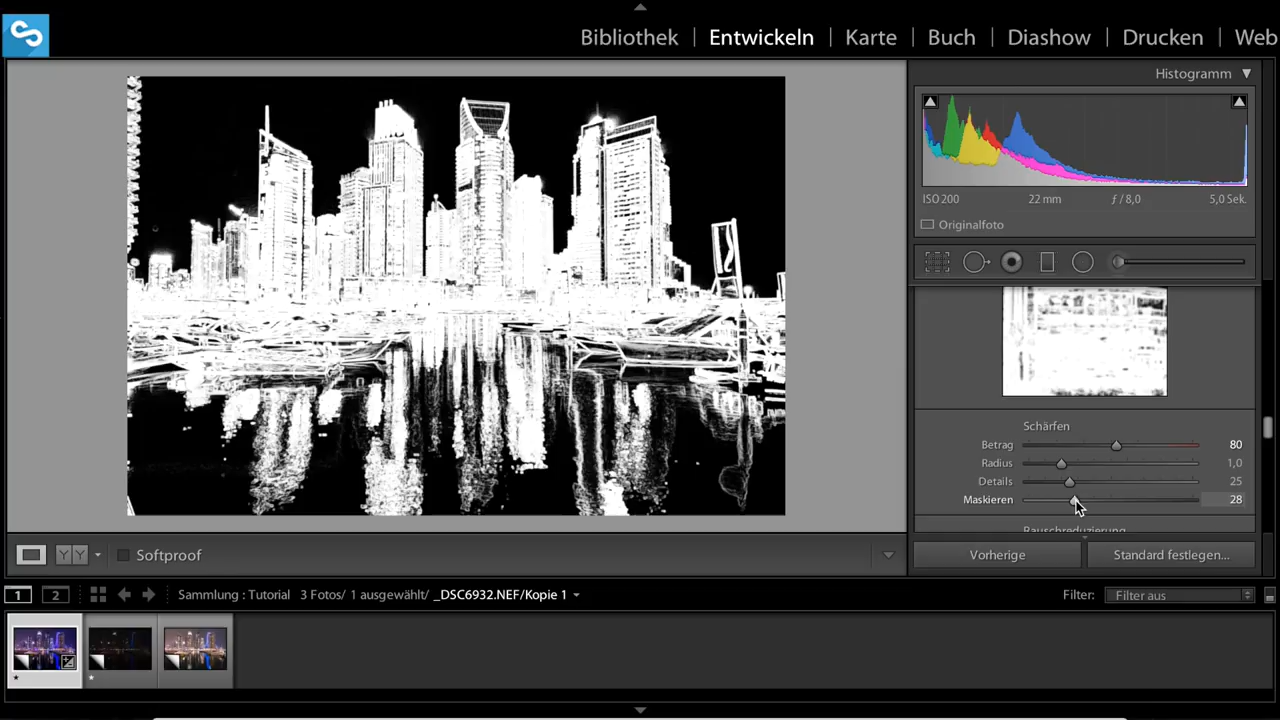 Bibliothek | Entwickeln | Karte | Buch | Diashow | Drucken | Web
Histogramm
ISO 200 22 mm ƒ / 8,0 5,0 Sek.
Originalfoto
Schärfen
Betrag 80
Radius 1,0
Details 25
Maskieren 28
Rauschreduzierung
Y Y Softproof
Vorherige Standard festlegen...
1 2 Sammlung : Tutorial 3 Fotos/ 1 ausgewählt/ _DSC6932.NEF/Kopie 1 Filter: Filter aus